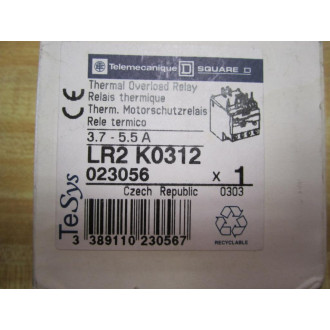 Telemecanique SQUARE D
Thermal Overload Relay
Relais thermique
Therm. Motorschutzrelais
Rele termico
3.7 - 5.5 A
LR2 K0312
023056 x 1
Czech Republic 0303
CE
TeSys
3 389110 230567
RECYCLABLE